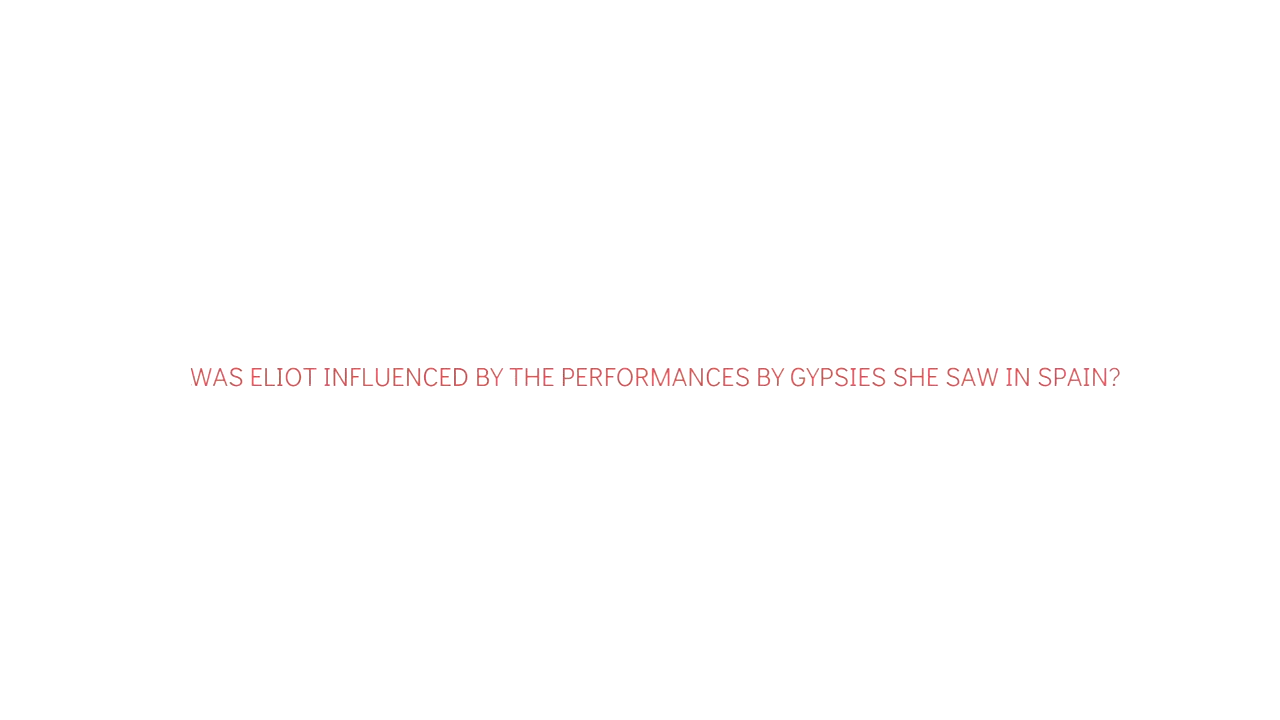 WAS ELIOT INFLUENCED BY THE PERFORMANCES BY GYPSIES SHE SAW IN SPAIN?